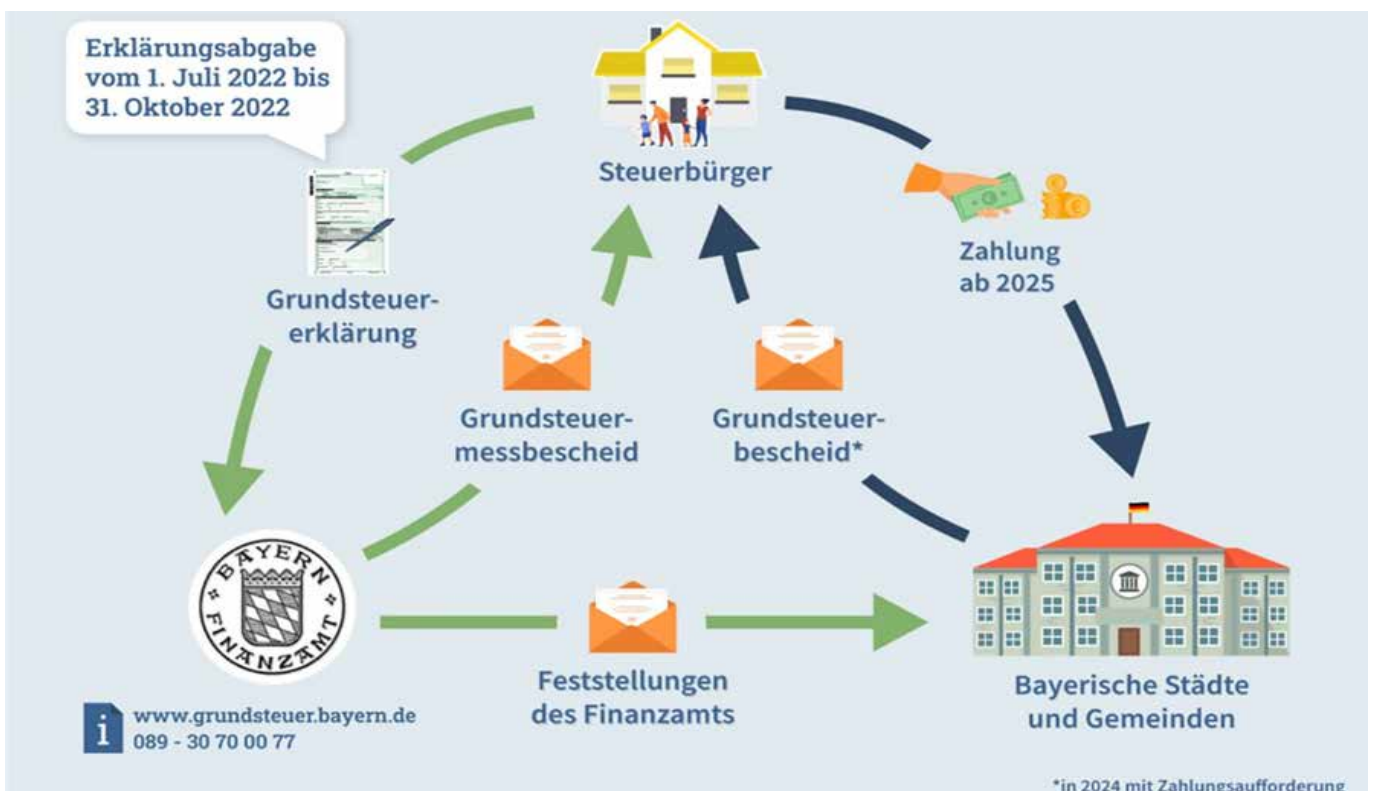 Erklärungsabgabe
vom 1. Juli 2022 bis
31. Oktober 2022
Steuerbürger
Zahlung
ab 2025
Grundsteuer-
erklärung
Grundsteuer-
messbescheid
Grundsteuer-
bescheid*
BAYERN
FINANZAMT
Feststellungen
des Finanzamts
Bayerische Städte
und Gemeinden
i
www.grundsteuer.bayern.de
089 - 30 70 00 77
*in 2024 mit Zahlungsaufforderung